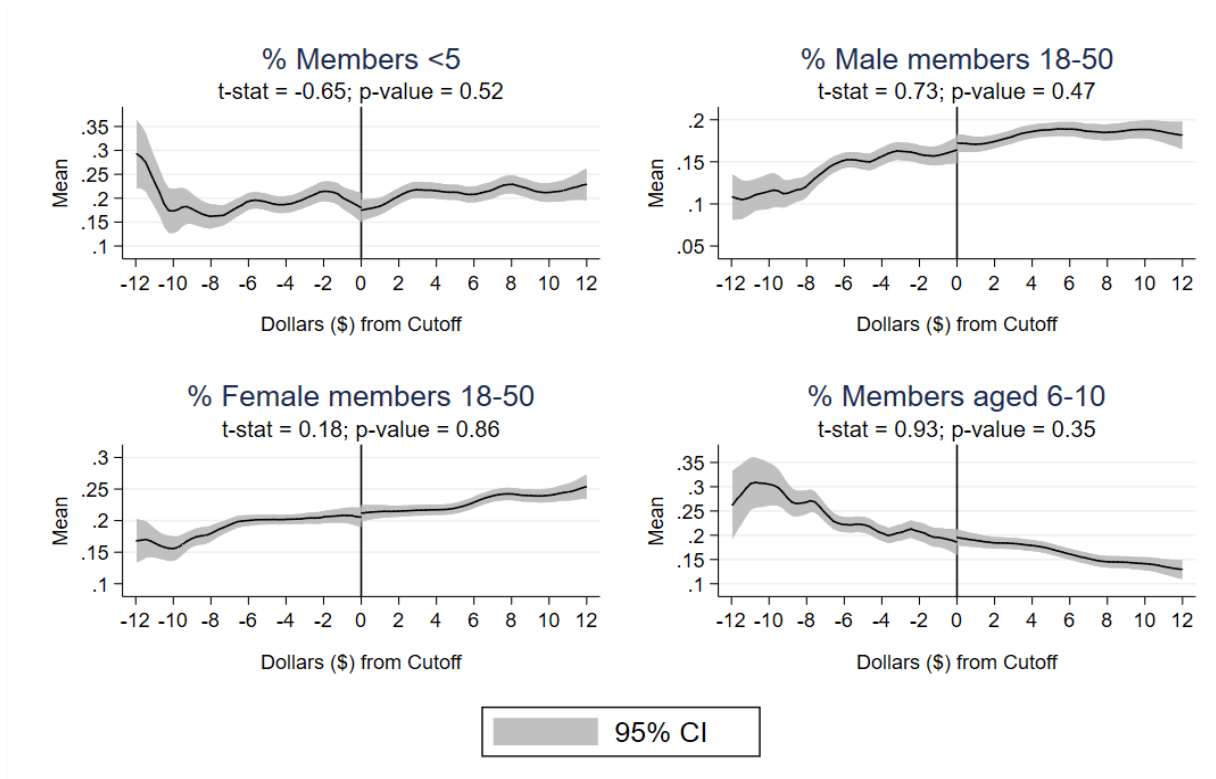 % Members <5
t-stat = -0.65; p-value = 0.52
Mean
.35
.3
.25
.2
.15
.1
-12 -10 -8 -6 -4 -2 0 2 4 6 8 10 12
Dollars ($) from Cutoff
% Male members 18-50
t-stat = 0.73; p-value = 0.47
Mean
.2
.15
.1
.05
-12 -10 -8 -6 -4 -2 0 2 4 6 8 10 12
Dollars ($) from Cutoff
% Female members 18-50
t-stat = 0.18; p-value = 0.86
Mean
.3
.25
.2
.15
.1
-12 -10 -8 -6 -4 -2 0 2 4 6 8 10 12
Dollars ($) from Cutoff
% Members aged 6-10
t-stat = 0.93; p-value = 0.35
Mean
.35
.3
.25
.2
.15
.1
-12 -10 -8 -6 -4 -2 0 2 4 6 8 10 12
Dollars ($) from Cutoff
95% CI